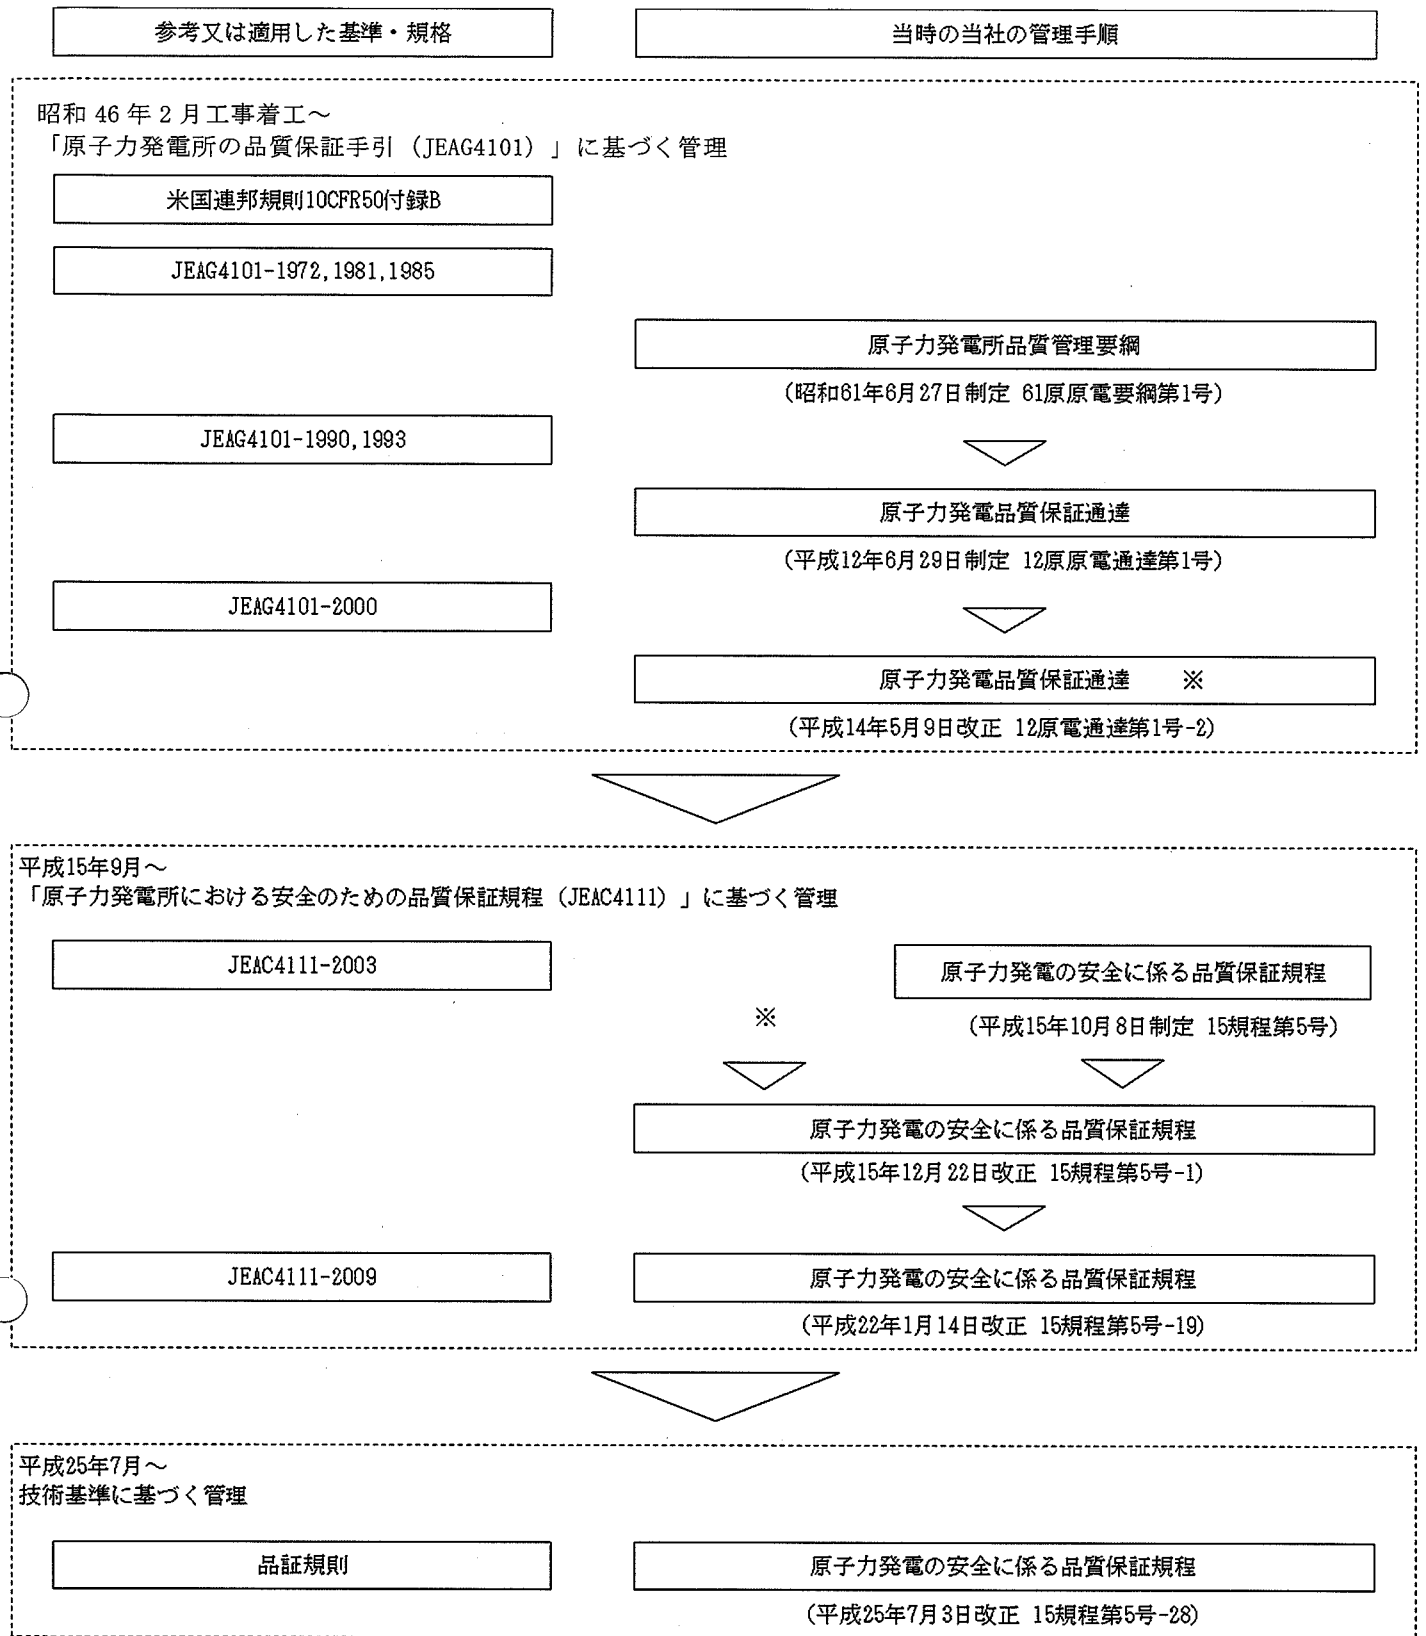 参考又は適用した基準・規格
当時の当社の管理手順
昭和 46 年 2 月工事着工～
「原子力発電所の品質保証手引（JEAG4101）」に基づく管理
米国連邦規則10CFR50付録B
JEAG4101-1972,1981,1985
原子力発電所品質管理要綱
(昭和61年6月27日制定 61原原電要綱第1号)
JEAG4101-1990,1993
原子力発電品質保証通達
(平成12年6月29日制定 12原原電通達第1号)
JEAG4101-2000
原子力発電品質保証通達 ※
(平成14年5月9日改正 12原電通達第1号-2)
平成15年9月～
「原子力発電所における安全のための品質保証規程（JEAC4111）」に基づく管理
JEAC4111-2003
原子力発電の安全に係る品質保証規程
※
(平成15年10月8日制定 15規程第5号)
原子力発電の安全に係る品質保証規程
(平成15年12月22日改正 15規程第5号-1)
JEAC4111-2009
原子力発電の安全に係る品質保証規程
(平成22年1月14日改正 15規程第5号-19)
平成25年7月～
技術基準に基づく管理
品証規則
原子力発電の安全に係る品質保証規程
(平成25年7月3日改正 15規程第5号-28)